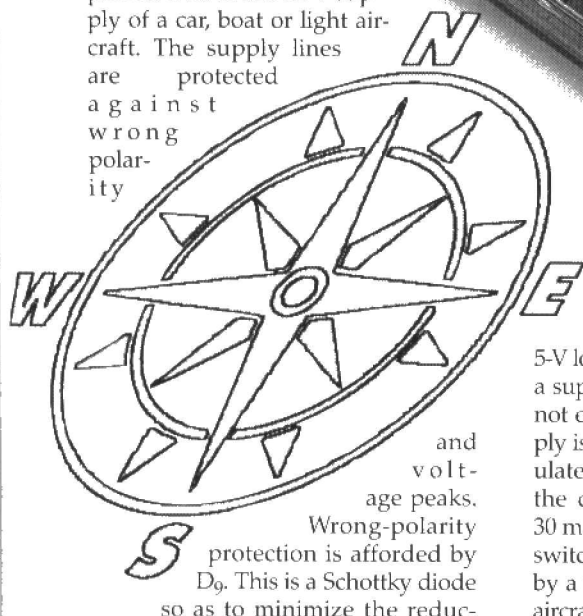 ply of a car, boat or light air-
craft. The supply lines
are protected
against
wrong
polar-
ity
N
W
E
S
and
volt-
age peaks.
Wrong-polarity
protection is afforded by
D₉. This is a Schottky diode
so as to minimize the reduc-
5-V lo
a sup
not o
ply is
ulate
the c
30 m
switc
by a
aircra